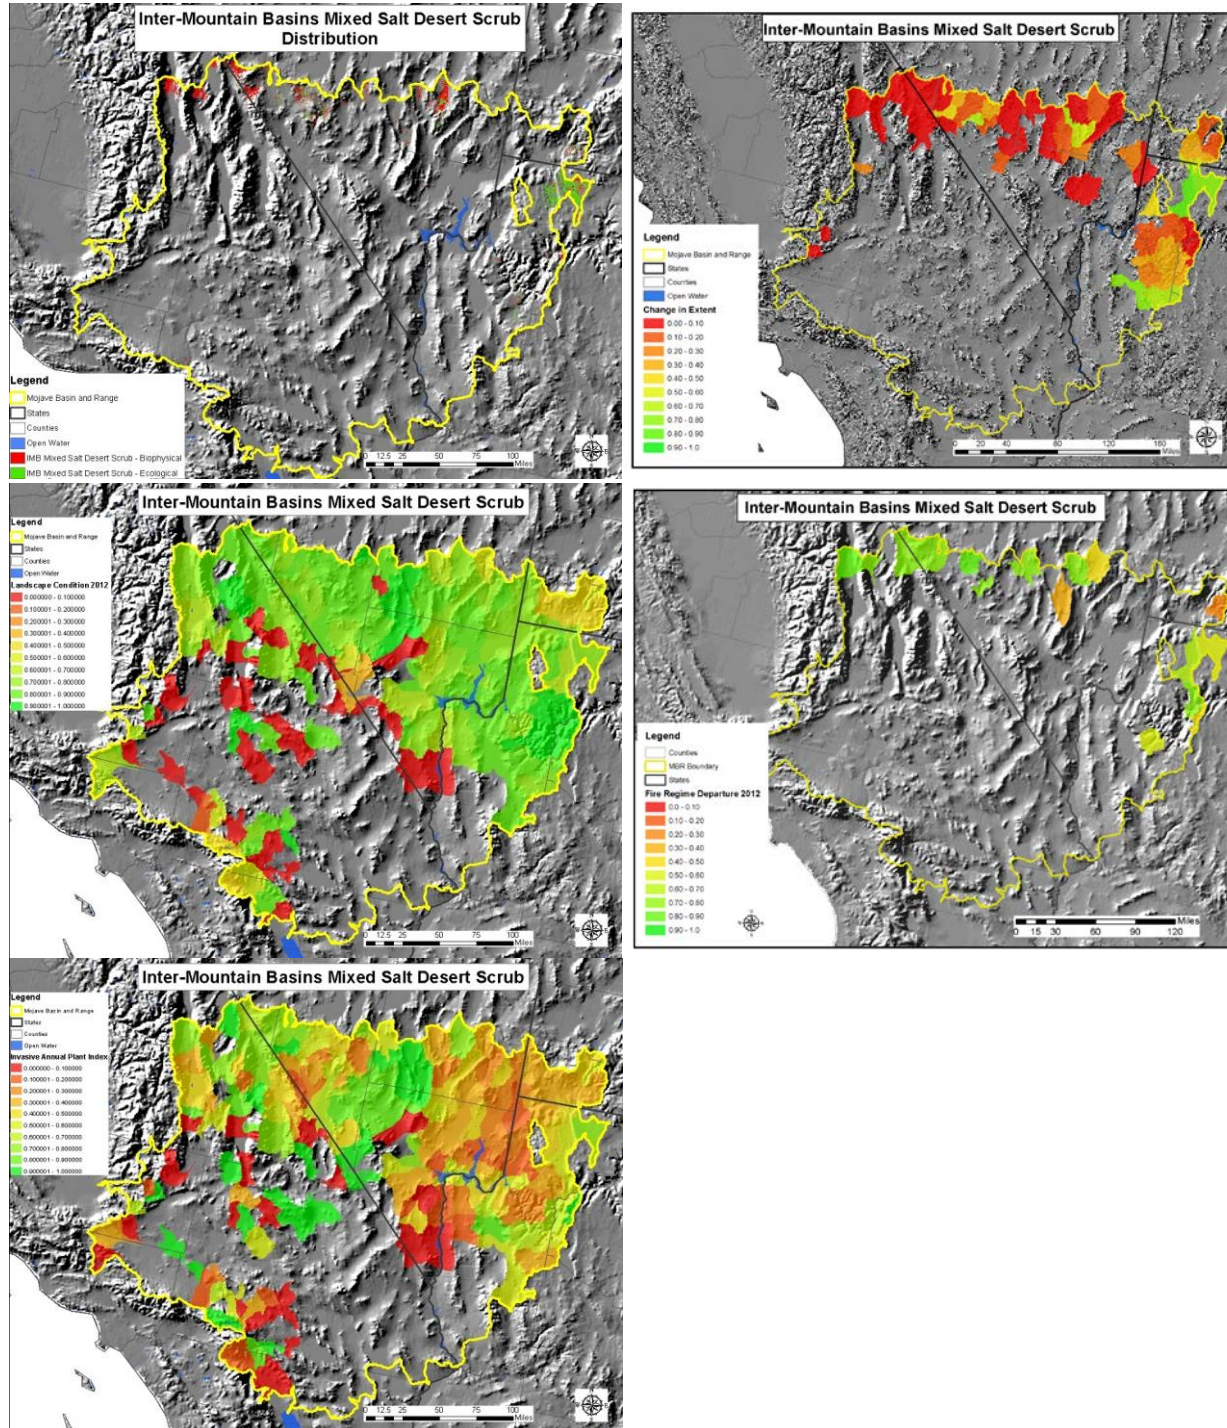 Inter-Mountain Basins Mixed Salt Desert Scrub
Distribution
Legend
Mojave Basin and Range
States
Counties
Open Water
IMB Mixed Salt Desert Scrub - Biophysical
IMB Mixed Salt Desert Scrub - Ecological
0 12.5 25 50 75 100
Miles
Inter-Mountain Basins Mixed Salt Desert Scrub
Legend
Mojave Basin and Range
States
Counties
Open Water
Change in Extent
0.00 - 0.10
0.10 - 0.20
0.20 - 0.30
0.30 - 0.40
0.40 - 0.50
0.50 - 0.60
0.60 - 0.70
0.70 - 0.80
0.80 - 0.90
0.90 - 1.0
0 20 40 80 120 160
Miles
Inter-Mountain Basins Mixed Salt Desert Scrub
Legend
Mojave Basin and Range
States
Counties
Open Water
Landscape Condition 2012
0.000000 - 0.100000
0.100001 - 0.200000
0.200001 - 0.300000
0.300001 - 0.400000
0.400001 - 0.500000
0.500001 - 0.600000
0.600001 - 0.700000
0.700001 - 0.800000
0.800001 - 0.900000
0.900001 - 1.000000
0 12.5 25 50 75 100
Miles
Inter-Mountain Basins Mixed Salt Desert Scrub
Legend
Counties
MBR Boundary
States
Fire Regime Departure 2012
0.0 - 0.10
0.10 - 0.20
0.20 - 0.30
0.30 - 0.40
0.40 - 0.50
0.50 - 0.60
0.60 - 0.70
0.70 - 0.80
0.80 - 0.90
0.90 - 1.0
0 15 30 60 90 120
Miles
Inter-Mountain Basins Mixed Salt Desert Scrub
Legend
Mojave Basin and Range
States
Counties
Open Water
Invasive Annual Plant Index
0.000000 - 0.100000
0.100001 - 0.200000
0.200001 - 0.300000
0.300001 - 0.400000
0.400001 - 0.500000
0.500001 - 0.600000
0.600001 - 0.700000
0.700001 - 0.800000
0.800001 - 0.900000
0.900001 - 1.000000
0 12.5 25 50 75 100
Miles